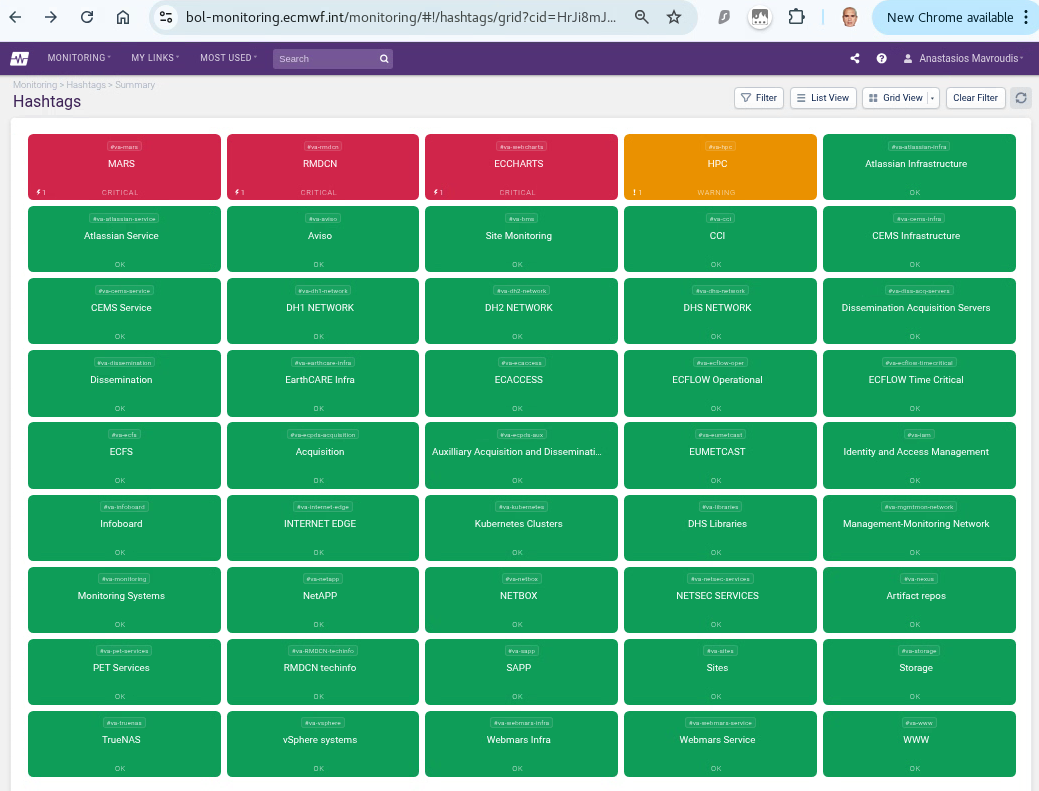 bol-monitoring.ecmwf.int/monitoring/#!/hashtags/grid?cid=HrJi8mJ...
New Chrome available
MONITORING MY LINKS MOST USED Search Anastasios Mavroudis
Monitoring > Hashtags > Summary
Hashtags
Filter List View Grid View Clear Filter
#va-mars #va-rmdcn #va-webcharts #va-hpc #va-atlassian-infra
MARS RMDCN ECCHARTS HPC Atlassian Infrastructure
1 CRITICAL 1 CRITICAL 1 CRITICAL 1 WARNING OK
#va-atlassian-service #va-aviso #va-bms #va-cci #va-cems-infra
Atlassian Service Aviso Site Monitoring CCI CEMS Infrastructure
OK OK OK OK OK
#va-cems-service #va-dh1-network #va-dh2-network #va-dhs-network #va-diss-acq-servers
CEMS Service DH1 NETWORK DH2 NETWORK DHS NETWORK Dissemination Acquisition Servers
OK OK OK OK OK
#va-dissemination #va-earthcare-infra #va-ecaccess #va-ecflow-oper #va-ecflow-timecritical
Dissemination EarthCARE Infra ECACCESS ECFLOW Operational ECFLOW Time Critical
OK OK OK OK OK
#va-ecfs #va-ecpds-acquisition #va-ecpds-aux #va-eumetcast #va-iam
ECFS Acquisition Auxilliary Acquisition and Disseminati... EUMETCAST Identity and Access Management
OK OK OK OK OK
#va-infoboard #va-internet-edge #va-kubernetes #va-libraries #va-mgmtmon-network
Infoboard INTERNET EDGE Kubernetes Clusters DHS Libraries Management-Monitoring Network
OK OK OK OK OK
#va-monitoring #va-netapp #va-netbox #va-netsec-services #va-nexus
Monitoring Systems NetAPP NETBOX NETSEC SERVICES Artifact repos
OK OK OK OK OK
#va-pet-services #va-RMDCN-techinfo #va-sapp #va-sites #va-storage
PET Services RMDCN techinfo SAPP Sites Storage
OK OK OK OK OK
#va-truenas #va-vsphere #va-webmars-infra #va-webmars-service #va-www
TrueNAS vSphere systems Webmars Infra Webmars Service WWW
OK OK OK OK OK